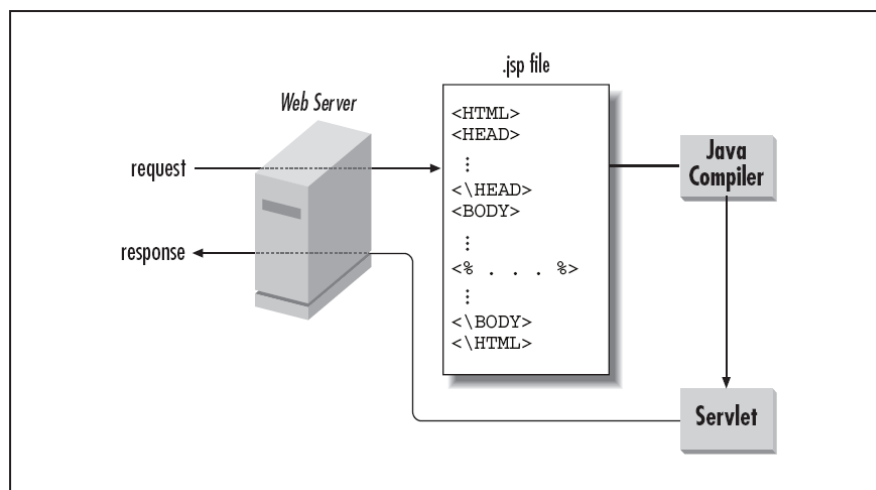 .jsp file
Web Server
request
response
<HTML>
<HEAD>
⋮
<\HEAD>
<BODY>
⋮
<% . . . %>
⋮
<\BODY>
<\HTML>
Java
Compiler
Servlet